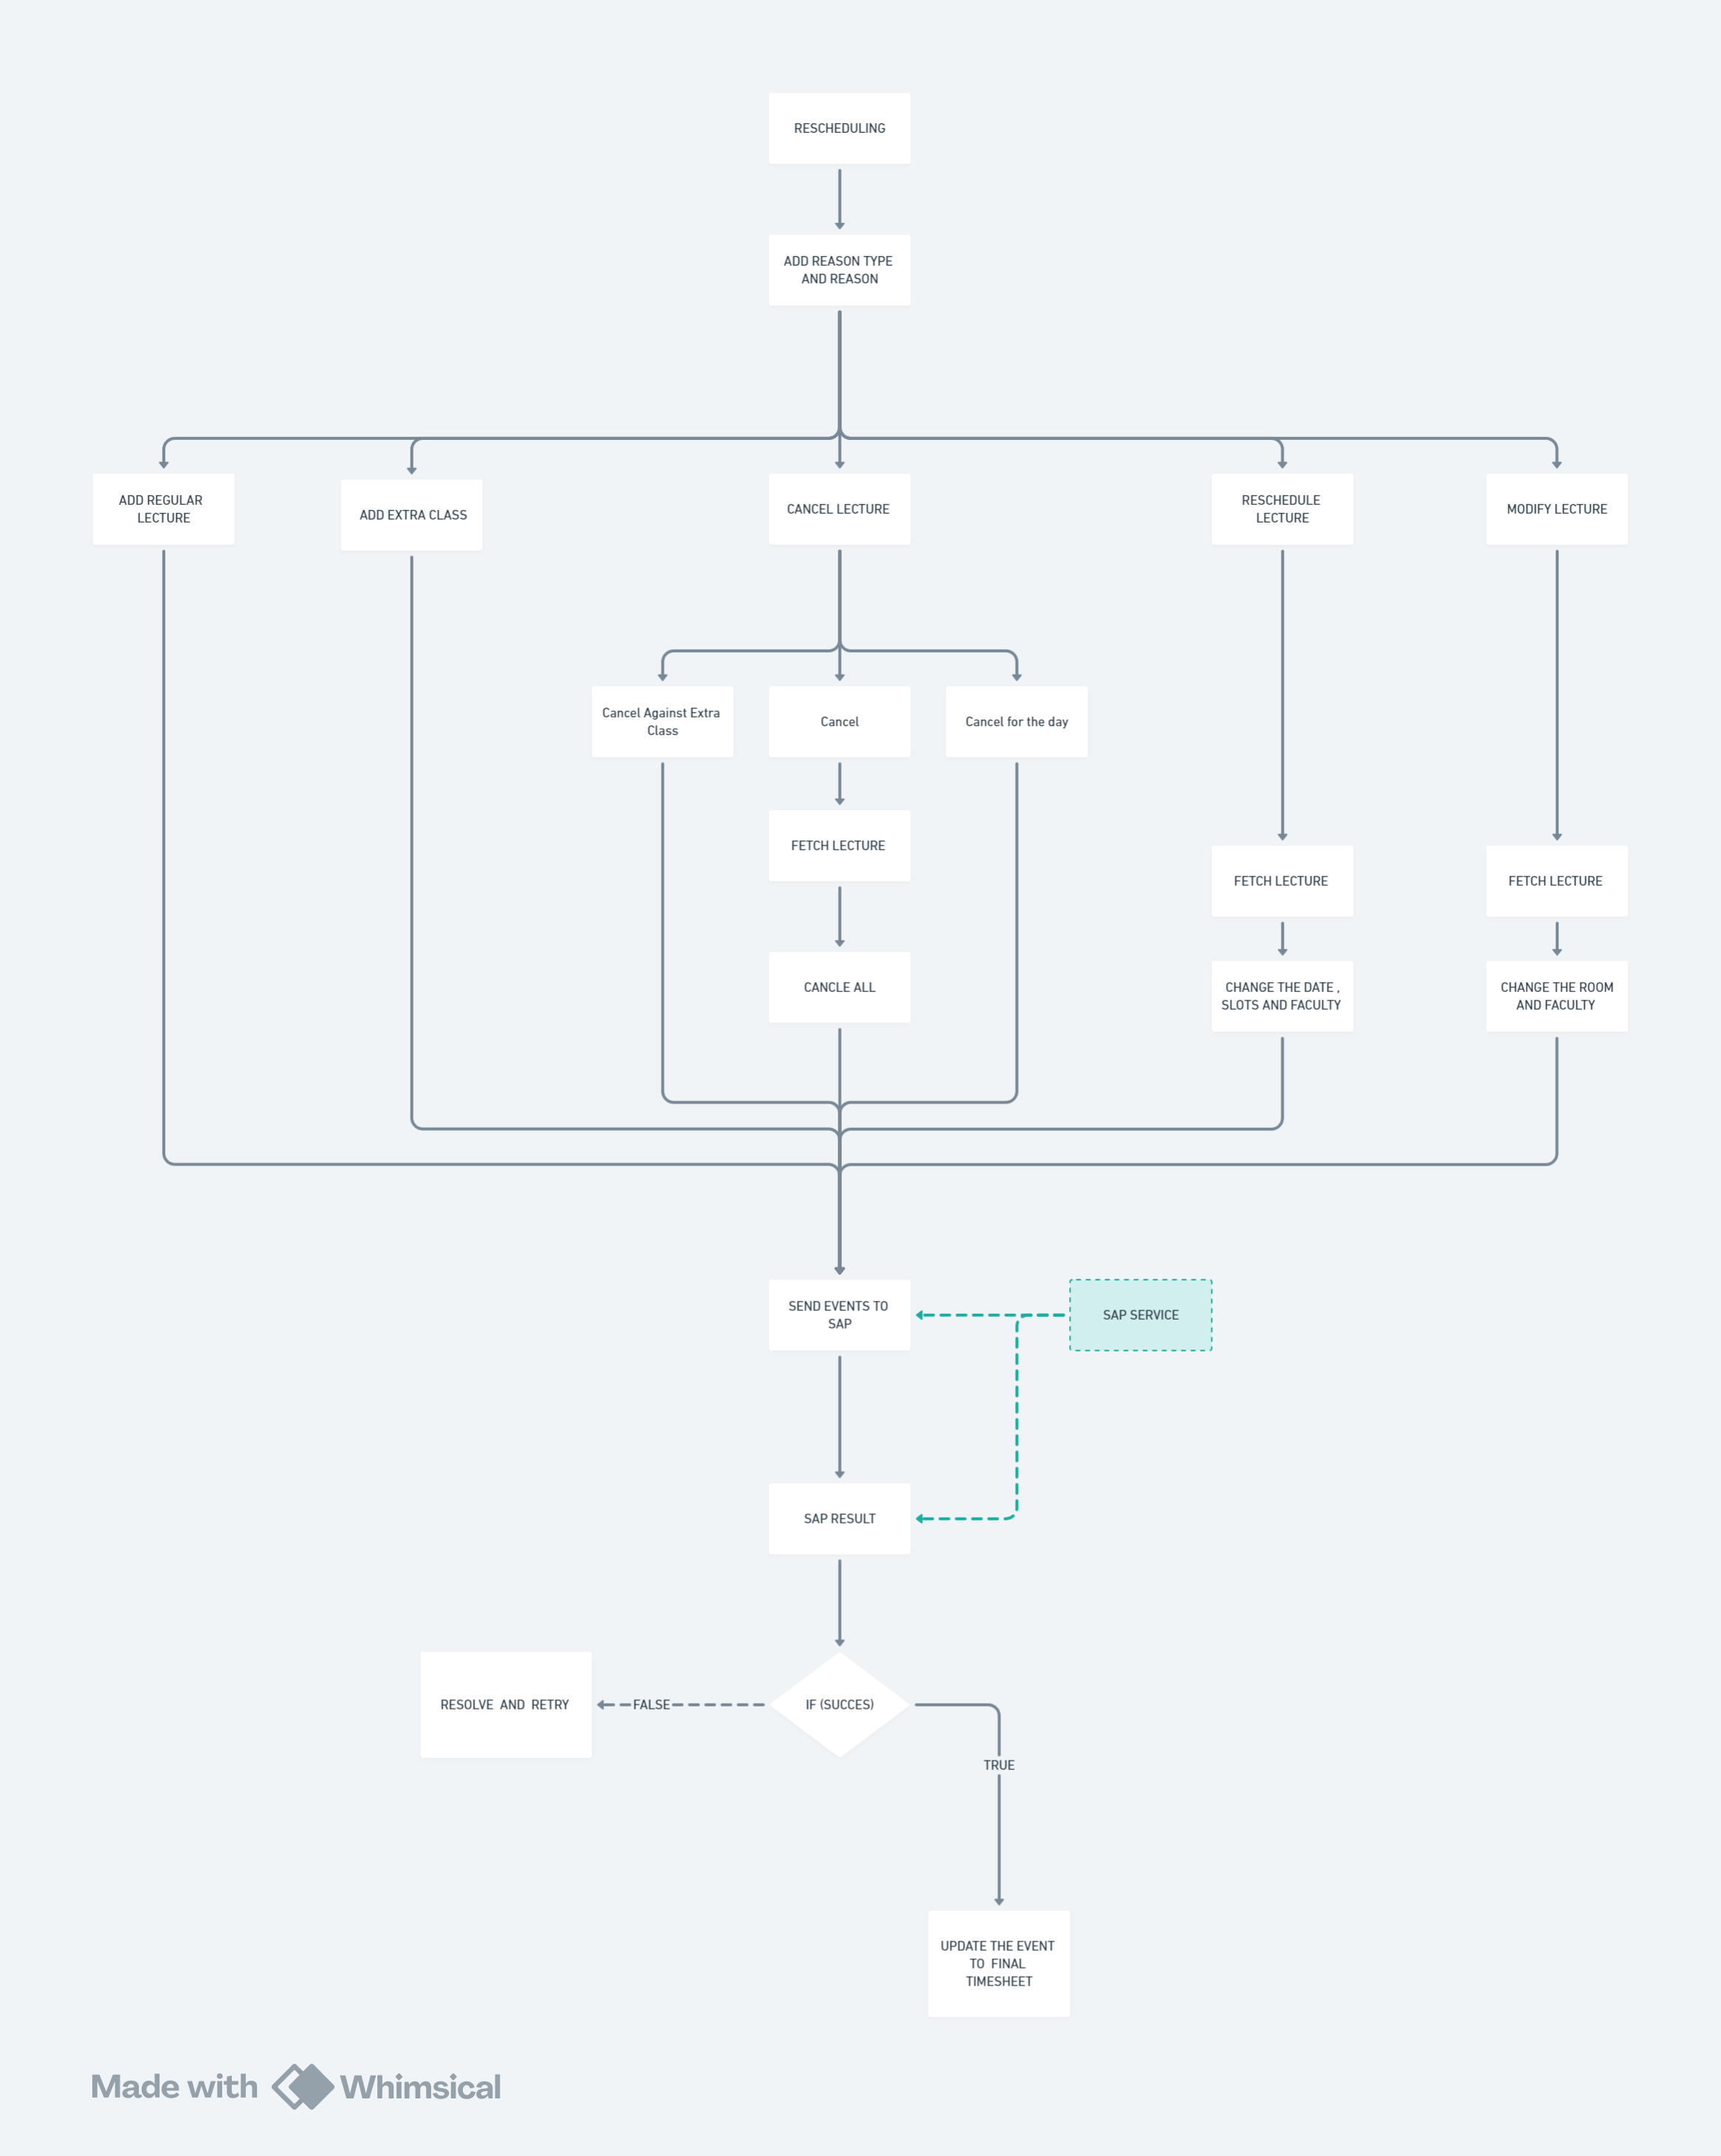 RESCHEDULING
ADD REASON TYPE
AND REASON
ADD REGULAR
LECTURE
ADD EXTRA CLASS
CANCEL LECTURE
RESCHEDULE
LECTURE
MODIFY LECTURE
Cancel Against Extra
Class
Cancel
Cancel for the day
FETCH LECTURE
FETCH LECTURE
FETCH LECTURE
CANCLE ALL
CHANGE THE DATE ,
SLOTS AND FACULTY
CHANGE THE ROOM
AND FACULTY
SEND EVENTS TO
SAP
SAP SERVICE
SAP RESULT
RESOLVE AND RETRY
FALSE
IF (SUCCES)
TRUE
UPDATE THE EVENT
TO FINAL
TIMESHEET
Made with Whimsical